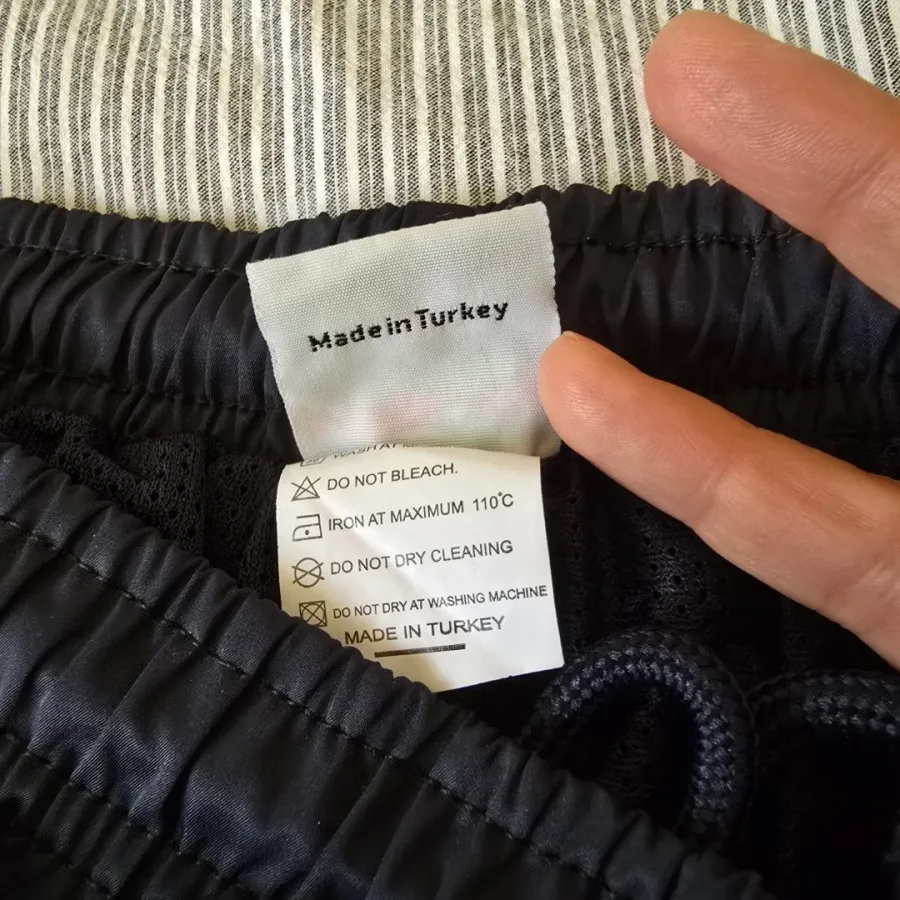 Made in Turkey
DO NOT BLEACH.
IRON AT MAXIMUM 110°C
DO NOT DRY CLEANING
DO NOT DRY AT WASHING MACHINE
MADE IN TURKEY